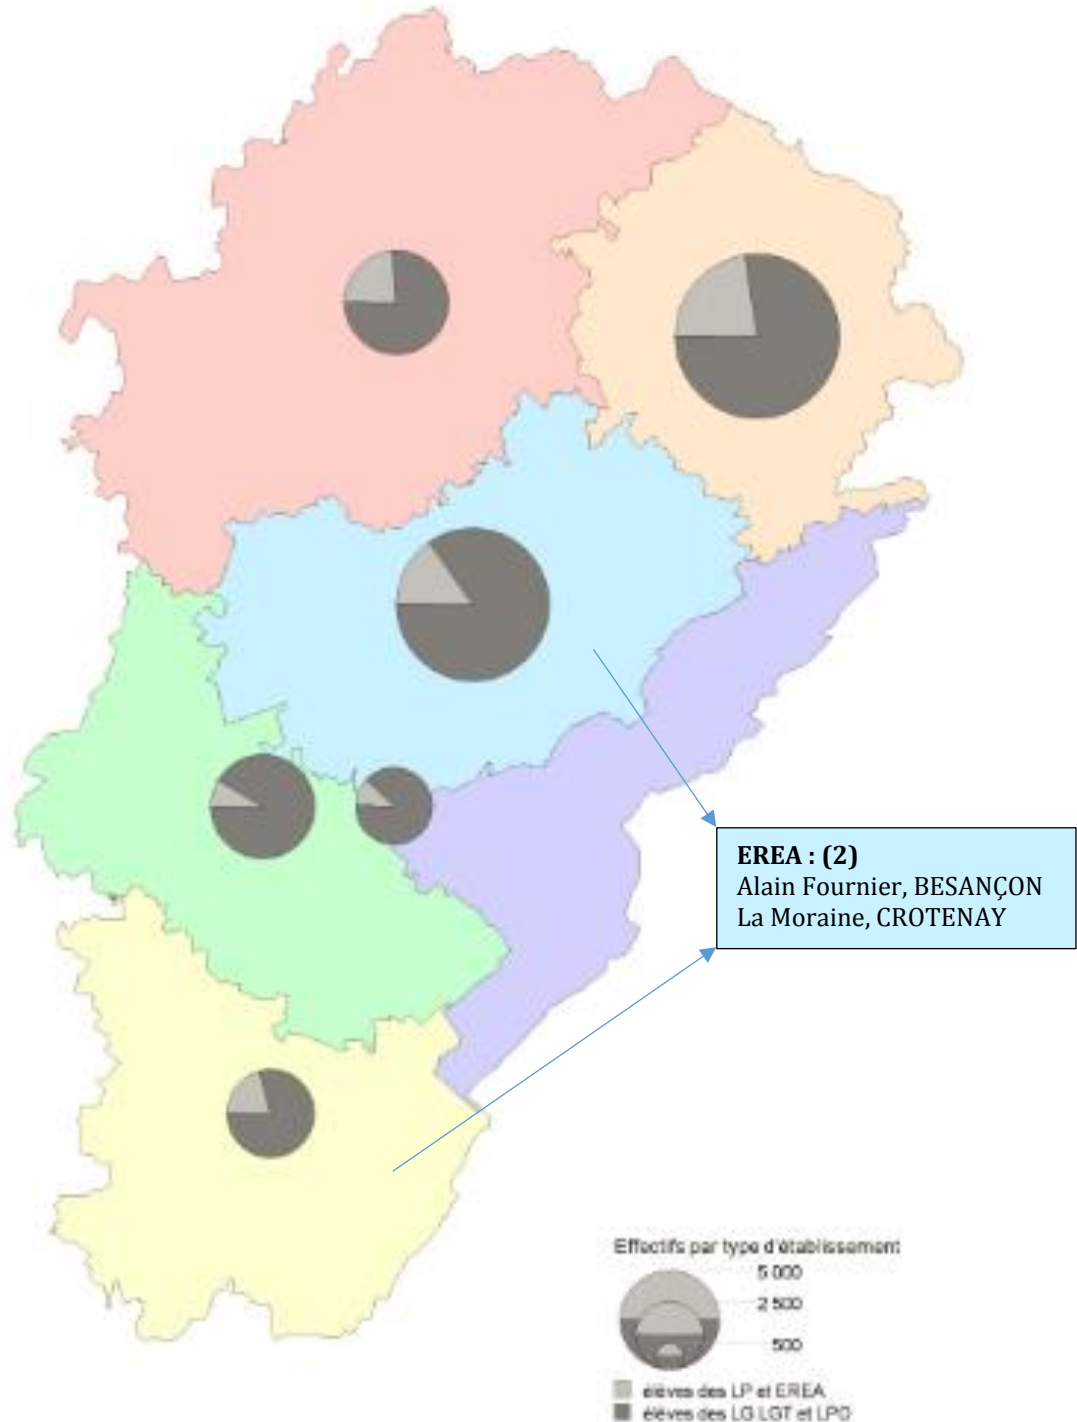 EREA : (2)
Alain Fournier, BESANÇON
La Moraine, CROTENAY
Effectifs par type d'établissement
5 000
2 500
500
élèves des LP et EREA
élèves des LG LGT et LPO